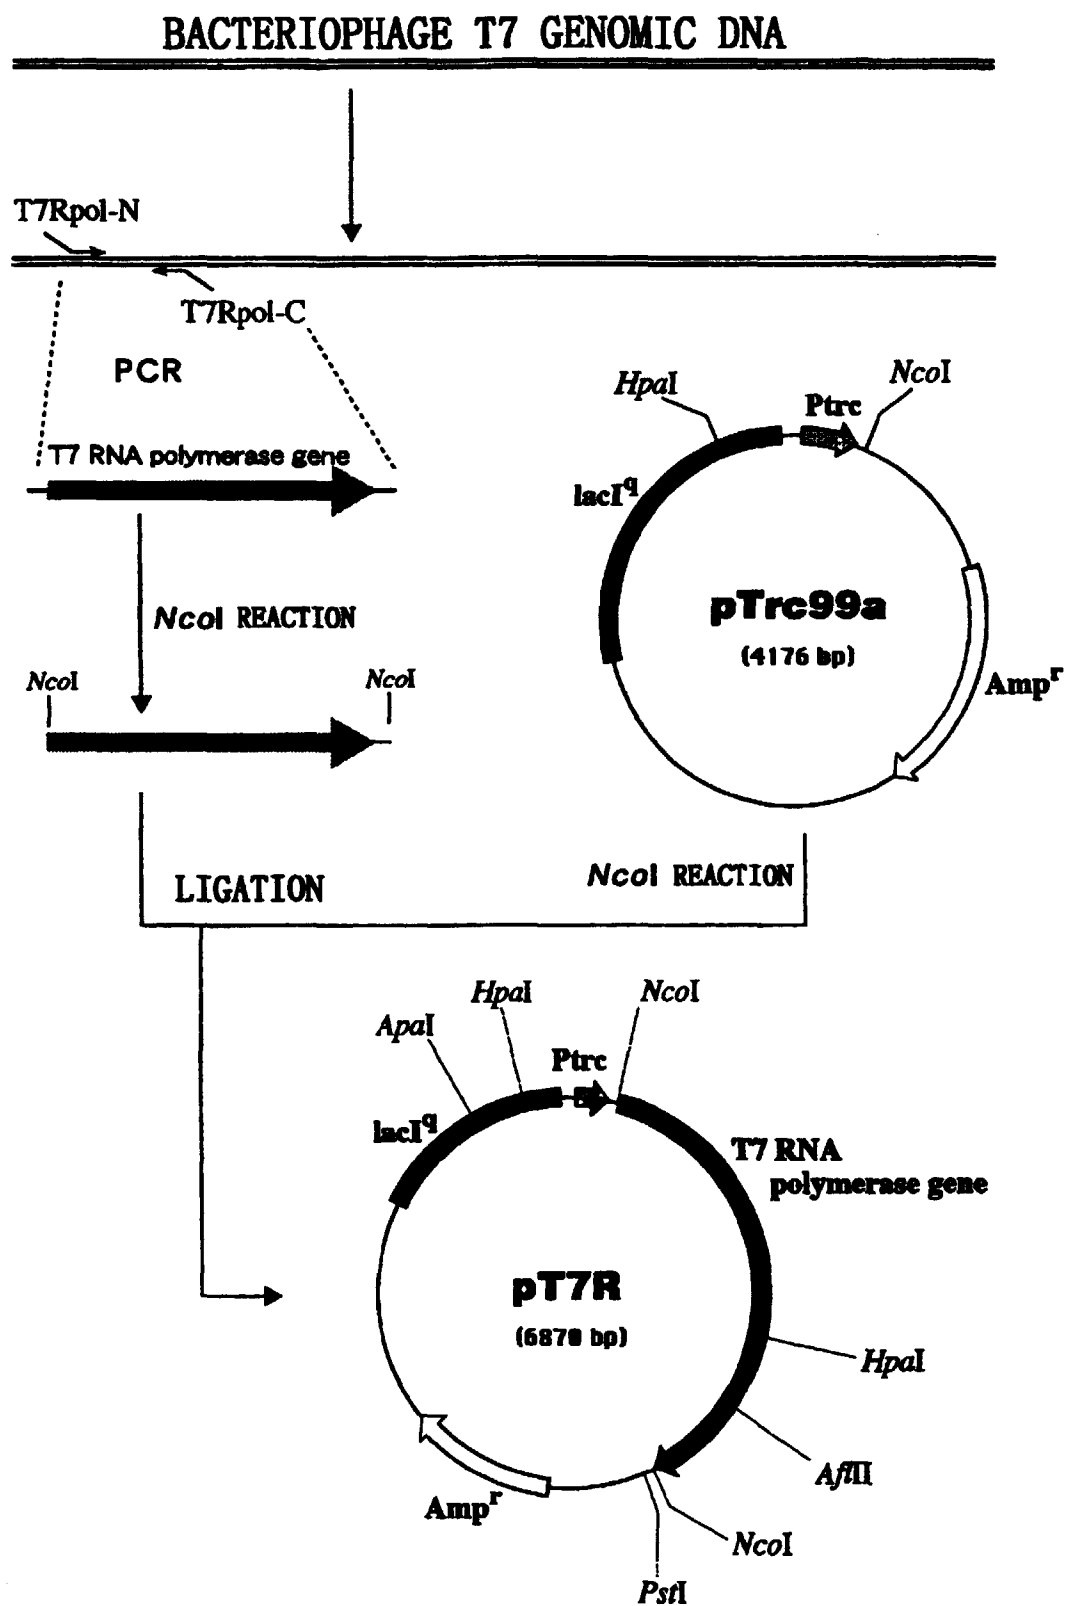 BACTERIOPHAGE T7 GENOMIC DNA
T7Rpol-N
T7Rpol-C
PCR
T7 RNA polymerase gene
NcoI REACTION
NcoI
NcoI
HpaI
Ptrc
NcoI
lacI^q
pTrc99a
(4176 bp)
Amp^r
LIGATION
NcoI REACTION
ApaI
HpaI
Ptrc
NcoI
lacI^q
T7 RNA
polymerase gene
pT7R
(6870 bp)
HpaI
AflII
Amp^r
NcoI
PstI